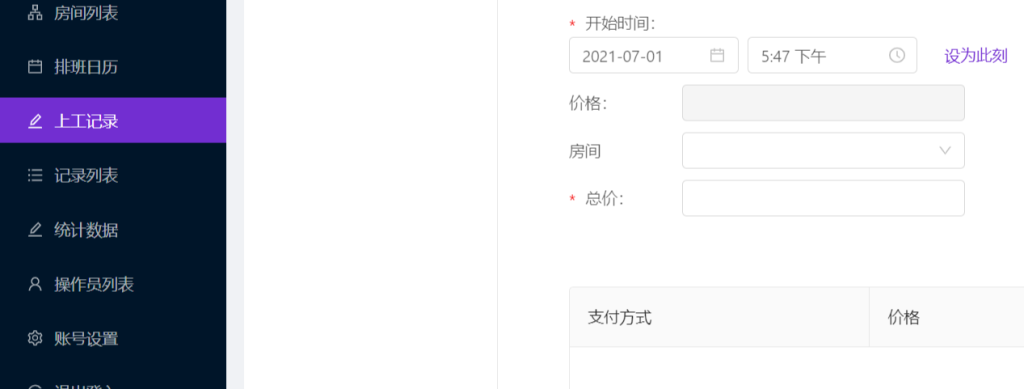 房间列表
排班日历
上工记录
记录列表
统计数据
操作员列表
账号设置
* 开始时间：
2021-07-01
5:47 下午
设为此刻
价格：
房间
* 总价：
支付方式
价格